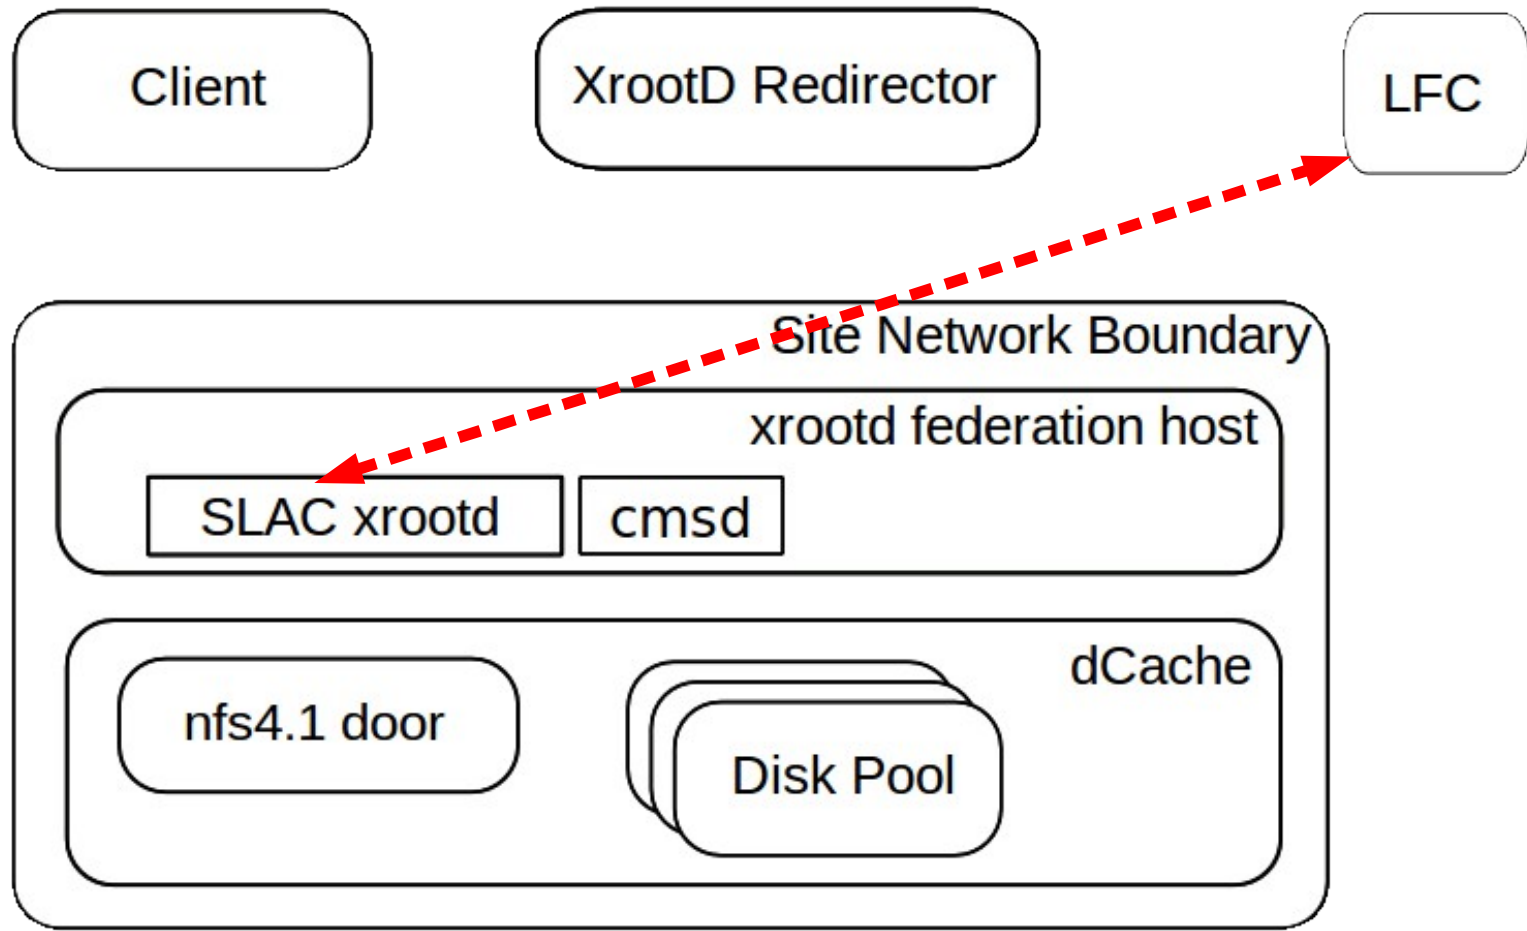 Client
XrootD Redirector
LFC
Site Network Boundary
xrootd federation host
SLAC xrootd
cmsd
dCache
nfs4.1 door
Disk Pool